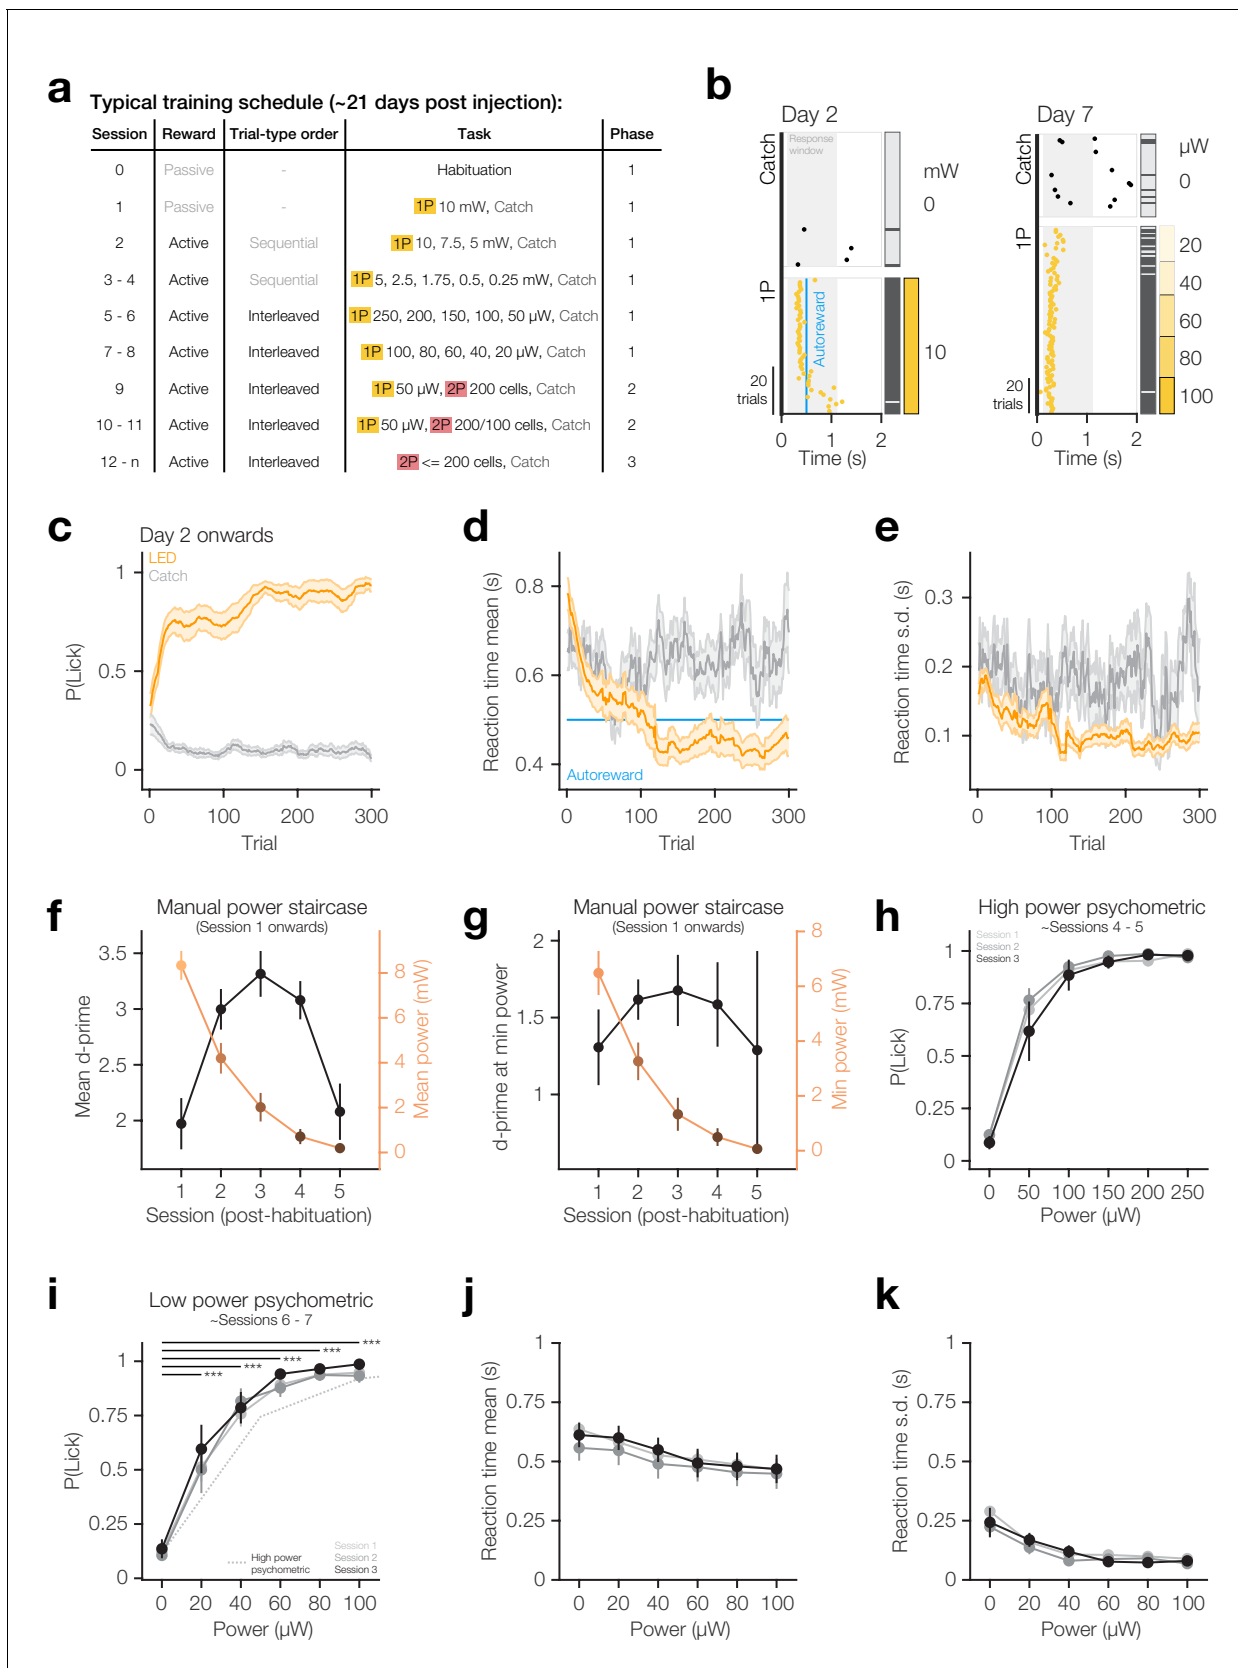 a
Typical training schedule (~21 days post injection):
Session Reward Trial-type order Task Phase
0 Passive - Habituation 1
1 Passive - 1P 10 mW, Catch 1
2 Active Sequential 1P 10, 7.5, 5 mW, Catch 1
3 - 4 Active Sequential 1P 5, 2.5, 1.75, 0.5, 0.25 mW, Catch 1
5 - 6 Active Interleaved 1P 250, 200, 150, 100, 50 µW, Catch 1
7 - 8 Active Interleaved 1P 100, 80, 60, 40, 20 µW, Catch 1
9 Active Interleaved 1P 50 µW, 2P 200 cells, Catch 2
10 - 11 Active Interleaved 1P 50 µW, 2P 200/100 cells, Catch 2
12 - n Active Interleaved 2P <= 200 cells, Catch 3
b
Day 2
Catch
Response
window
mW
0
1P
Autoreward
10
20
trials
0 1 2
Time (s)
Day 7
Catch
µW
0
1P
20
40
60
80
100
20
trials
0 1 2
Time (s)
c
Day 2 onwards
LED
Catch
P(Lick)
1
0.5
0
0 100 200 300
Trial
d
Reaction time mean (s)
0.8
0.6
0.4
Autoreward
0 100 200 300
Trial
e
Reaction time s.d. (s)
0.3
0.2
0.1
0 100 200 300
Trial
f
Manual power staircase
(Session 1 onwards)
Mean d-prime
3.5
3
2.5
2
Mean power (mW)
8
6
4
2
0
1 2 3 4 5
Session (post-habituation)
g
Manual power staircase
(Session 1 onwards)
d-prime at min power
2
1.5
1
Min power (mW)
8
6
4
2
0
1 2 3 4 5
Session (post-habituation)
h
High power psychometric
~Sessions 4 - 5
Session 1
Session 2
Session 3
P(Lick)
1
0.75
0.5
0.25
0
0 50 100 150 200 250
Power (µW)
i
Low power psychometric
~Sessions 6 - 7
***
***
***
***
***
P(Lick)
1
0.75
0.5
0.25
0
High power
psychometric
Session 1
Session 2
Session 3
0 20 40 60 80 100
Power (µW)
j
Reaction time mean (s)
1
0.75
0.5
0.25
0
0 20 40 60 80 100
Power (µW)
k
Reaction time s.d. (s)
1
0.75
0.5
0.25
0
0 20 40 60 80 100
Power (µW)